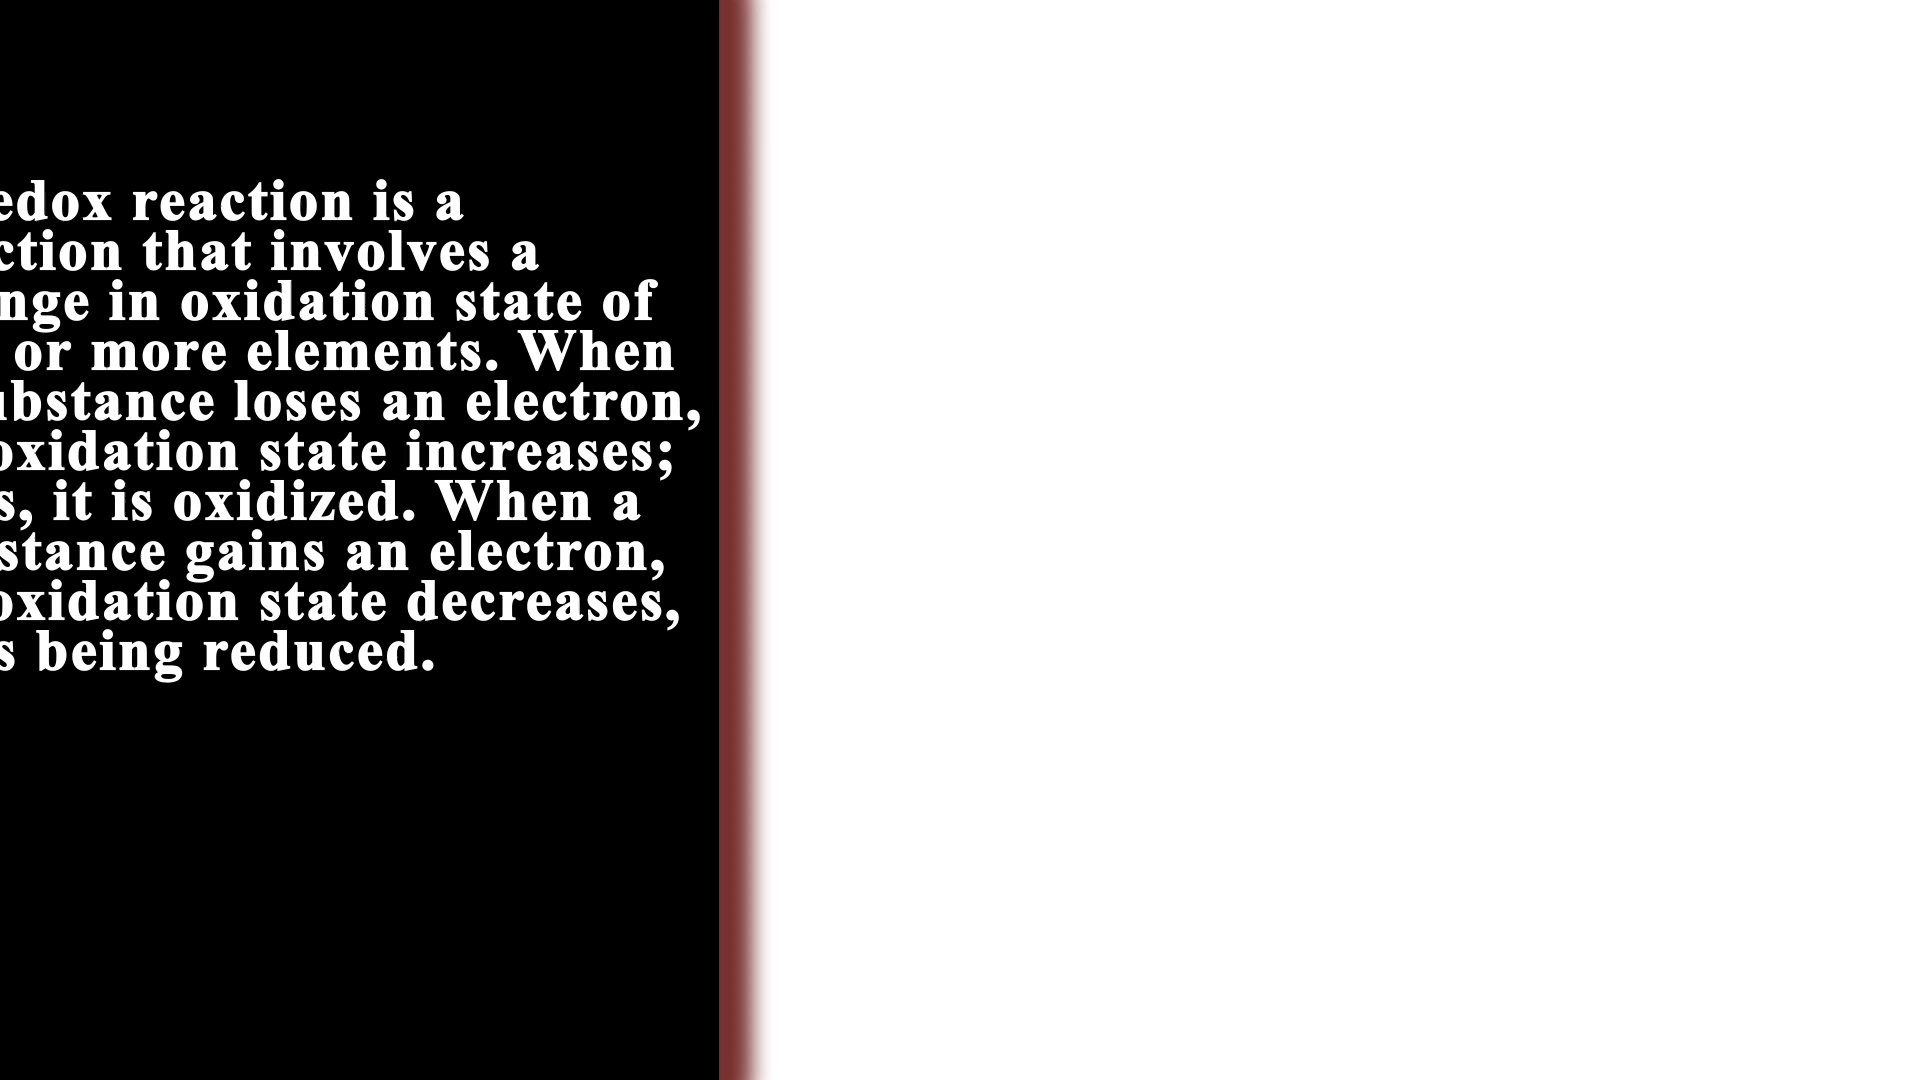 edox reaction is a
ction that involves a
nge in oxidation state of
or more elements. When
ubstance loses an electron,
oxidation state increases;
s, it is oxidized. When a
stance gains an electron,
oxidation state decreases,
s being reduced.